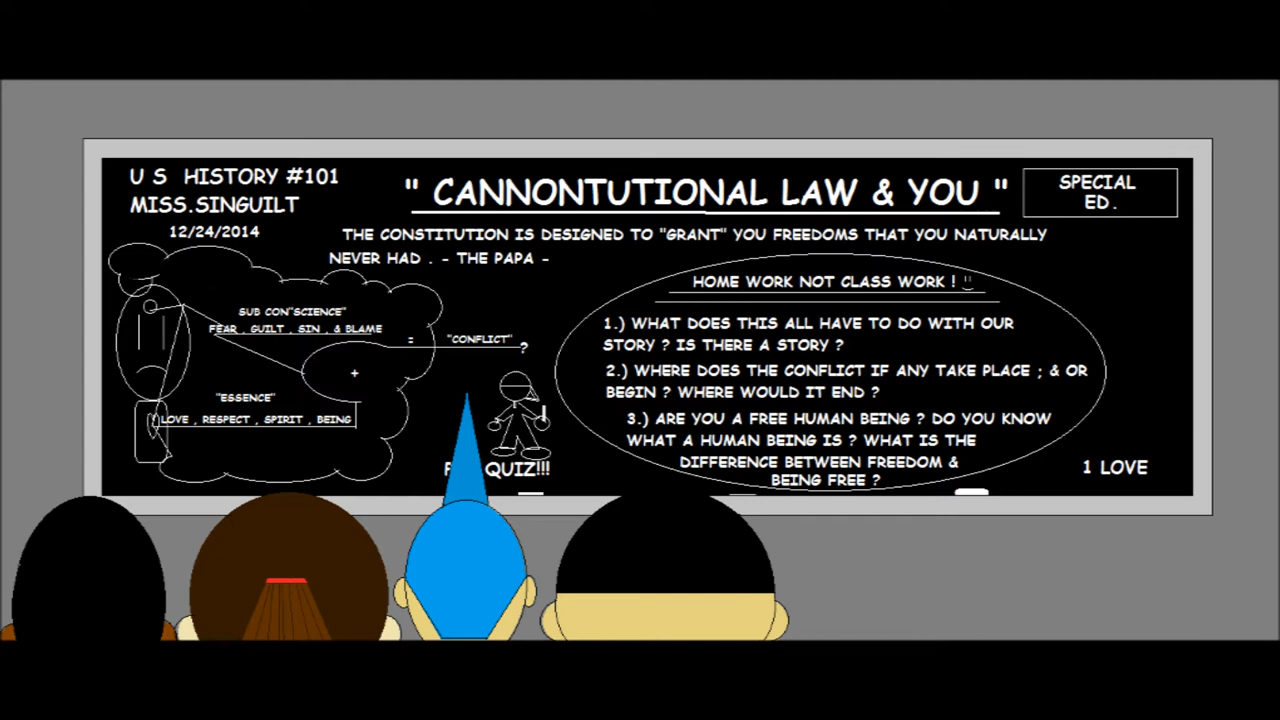 U S HISTORY #101
MISS.SINGUILT
12/24/2014
" CANNONTUTIONAL LAW & YOU "
SPECIAL
ED.
THE CONSTITUTION IS DESIGNED TO "GRANT" YOU FREEDOMS THAT YOU NATURALLY
NEVER HAD . - THE PAPA -
SUB CON"SCIENCE"
FEAR , GUILT , SIN , & BLAME
= "CONFLICT" ?
+
"ESSENCE"
LOVE , RESPECT , SPIRIT , BEING
QUIZ!!!
HOME WORK NOT CLASS WORK !
1.) WHAT DOES THIS ALL HAVE TO DO WITH OUR
STORY ? IS THERE A STORY ?
2.) WHERE DOES THE CONFLICT IF ANY TAKE PLACE ; & OR
BEGIN ? WHERE WOULD IT END ?
3.) ARE YOU A FREE HUMAN BEING ? DO YOU KNOW
WHAT A HUMAN BEING IS ? WHAT IS THE
DIFFERENCE BETWEEN FREEDOM &
BEING FREE ?
1 LOVE